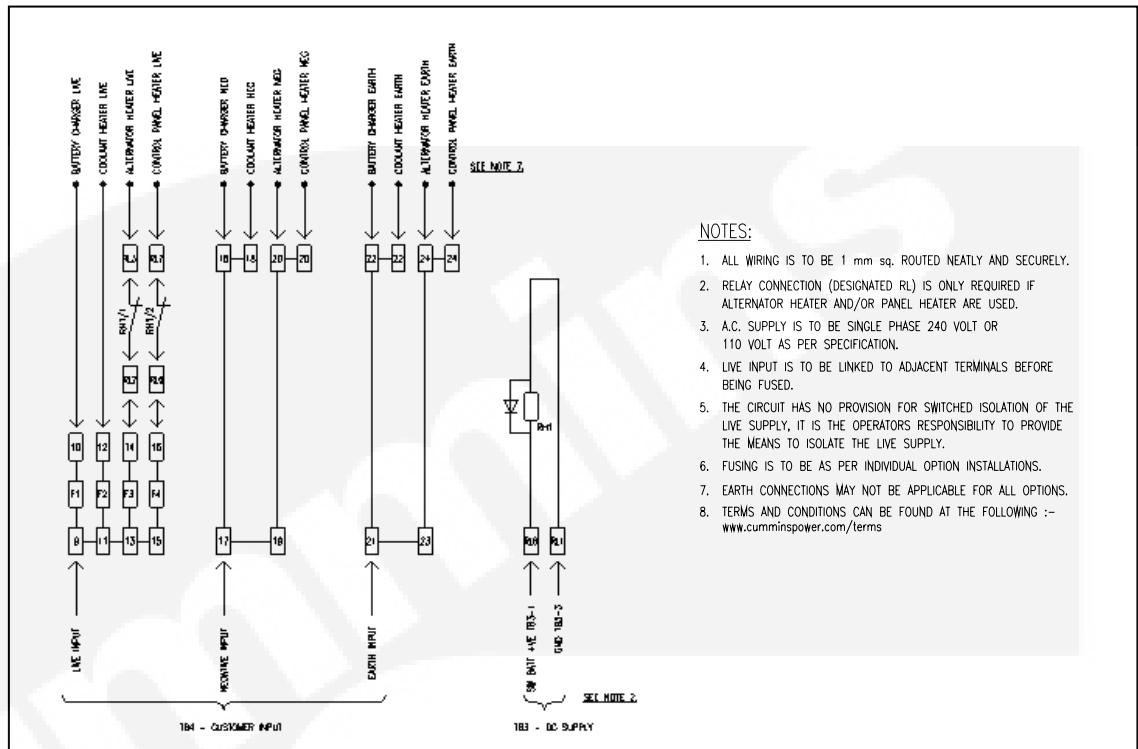 BATTERY CHARGER LIVE
COOLANT HEATER LIVE
ALTERNATOR HEATER LIVE
CONTROL PANEL HEATER LIVE
BATTERY CHARGER NEG
COOLANT HEATER NEG
ALTERNATOR HEATER NEG
CONTROL PANEL HEATER NEG
BATTERY CHARGER EARTH
COOLANT HEATER EARTH
ALTERNATOR HEATER EARTH
CONTROL PANEL HEATER EARTH
SEE NOTE 7.
18 18 20 20
22 22 24 24
RH1/1
RH1/2
10 12 14 16
F1 F2 F3 F4
9 11 13 15
17 19
21 23
LIVE INPUT
NEGATIVE INPUT
EARTH INPUT
SW BATT +VE TB3-1
GND TB3-3
SEE NOTE 2.
TB4 - CUSTOMER INPUT
TB3 - DC SUPPLY
NOTES:
1. ALL WIRING IS TO BE 1 mm sq. ROUTED NEATLY AND SECURELY.
2. RELAY CONNECTION (DESIGNATED RL) IS ONLY REQUIRED IF
ALTERNATOR HEATER AND/OR PANEL HEATER ARE USED.
3. A.C. SUPPLY IS TO BE SINGLE PHASE 240 VOLT OR
110 VOLT AS PER SPECIFICATION.
4. LIVE INPUT IS TO BE LINKED TO ADJACENT TERMINALS BEFORE
BEING FUSED.
5. THE CIRCUIT HAS NO PROVISION FOR SWITCHED ISOLATION OF THE
LIVE SUPPLY, IT IS THE OPERATORS RESPONSIBILITY TO PROVIDE
THE MEANS TO ISOLATE THE LIVE SUPPLY.
6. FUSING IS TO BE AS PER INDIVIDUAL OPTION INSTALLATIONS.
7. EARTH CONNECTIONS MAY NOT BE APPLICABLE FOR ALL OPTIONS.
8. TERMS AND CONDITIONS CAN BE FOUND AT THE FOLLOWING :-
www.cumminspower.com/terms